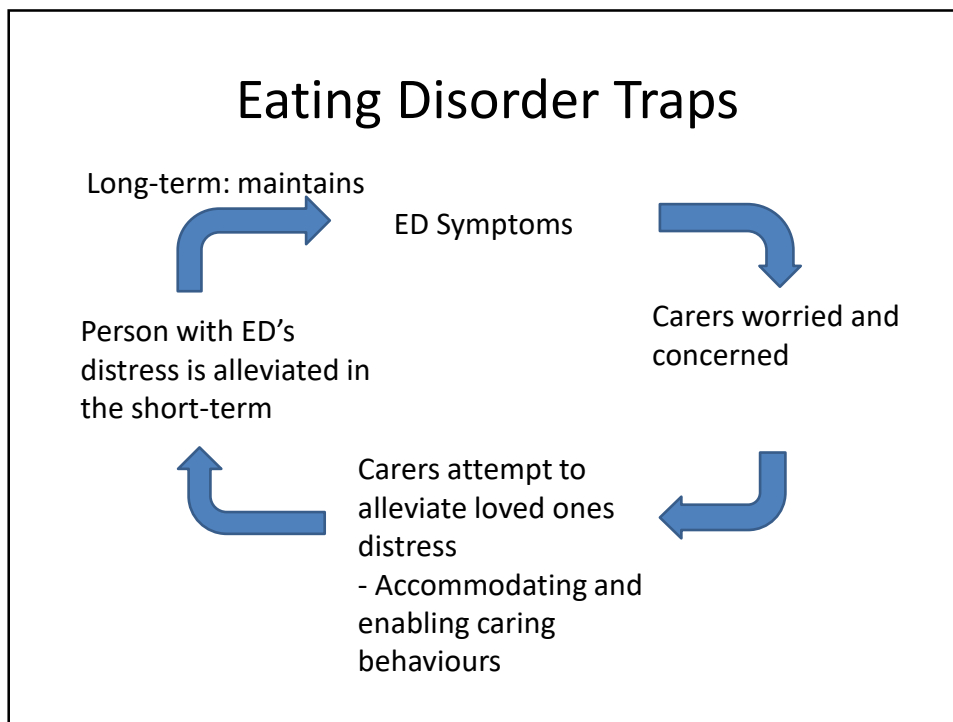 Eating Disorder Traps
Long-term: maintains
ED Symptoms
Carers worried and
concerned
Carers attempt to
alleviate loved ones
distress
- Accommodating and
enabling caring
behaviours
Person with ED’s
distress is alleviated in
the short-term